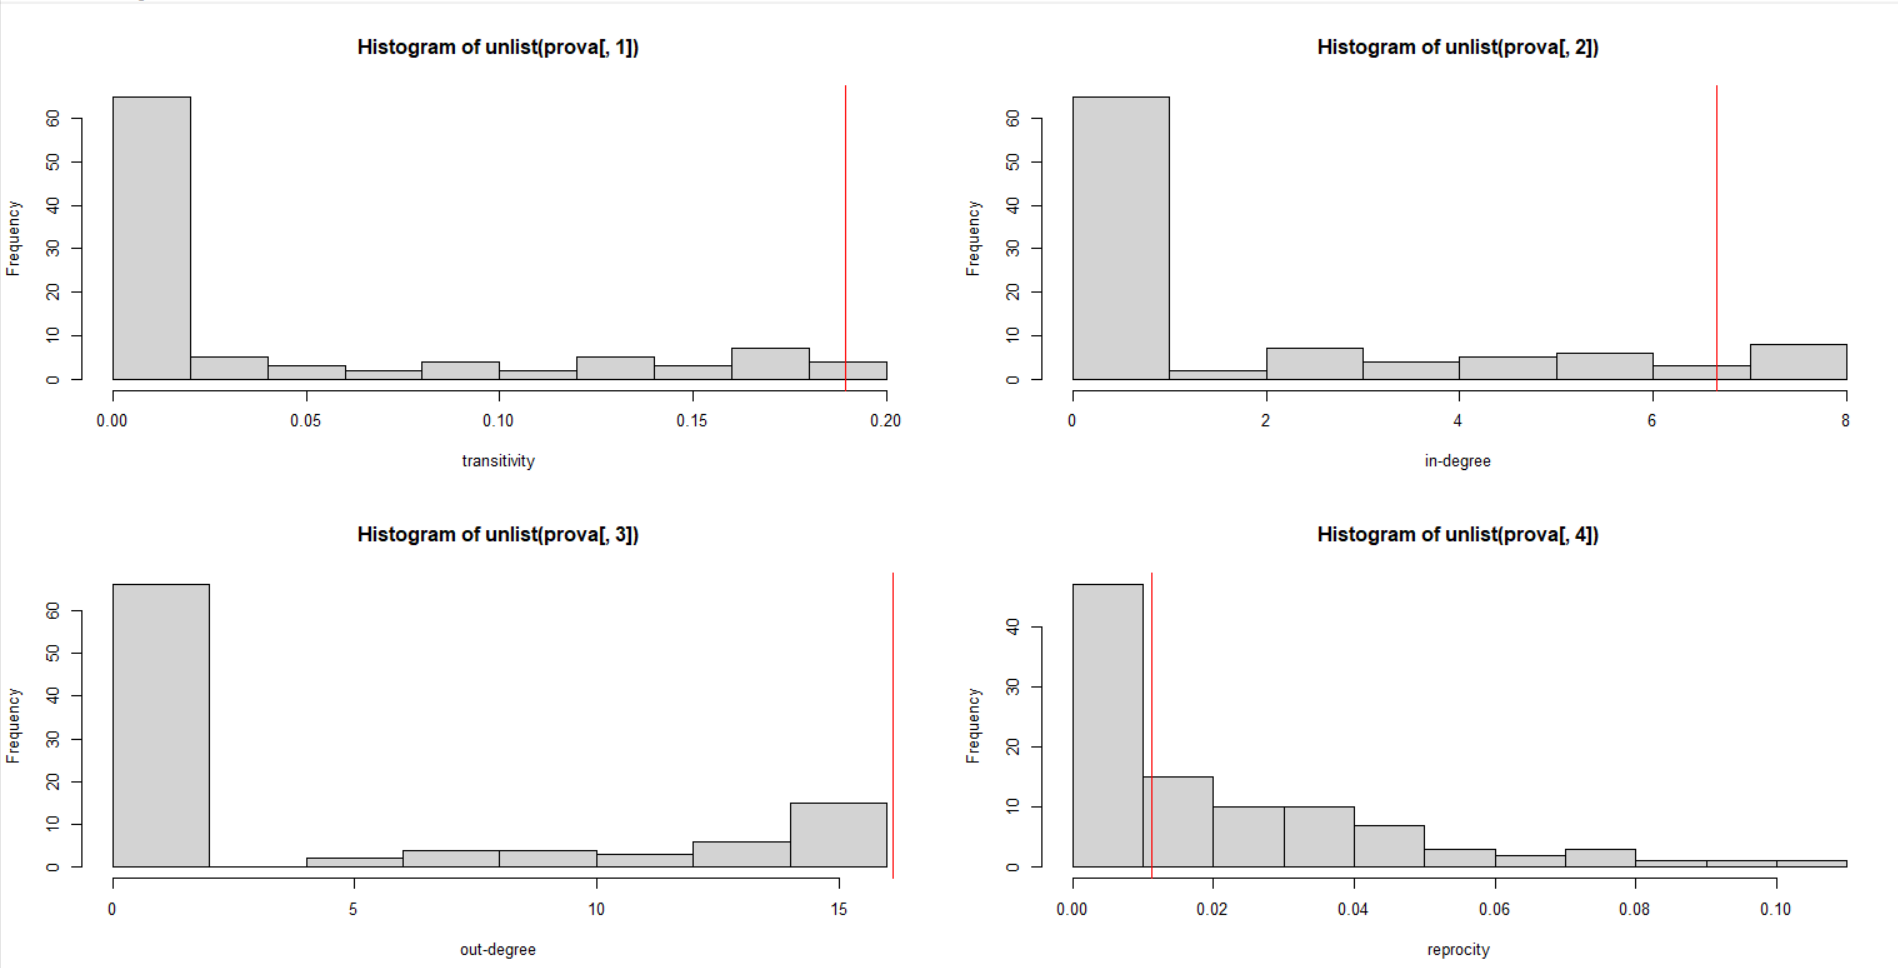 Histogram of unlist(prova[, 1])
Frequency
0 10 20 30 40 50 60
0.00 0.05 0.10 0.15 0.20
transitivity
Histogram of unlist(prova[, 2])
Frequency
0 10 20 30 40 50 60
0 2 4 6 8
in-degree
Histogram of unlist(prova[, 3])
Frequency
0 10 20 30 40 50 60
0 5 10 15
out-degree
Histogram of unlist(prova[, 4])
Frequency
0 10 20 30 40
0.00 0.02 0.04 0.06 0.08 0.10
reprocity